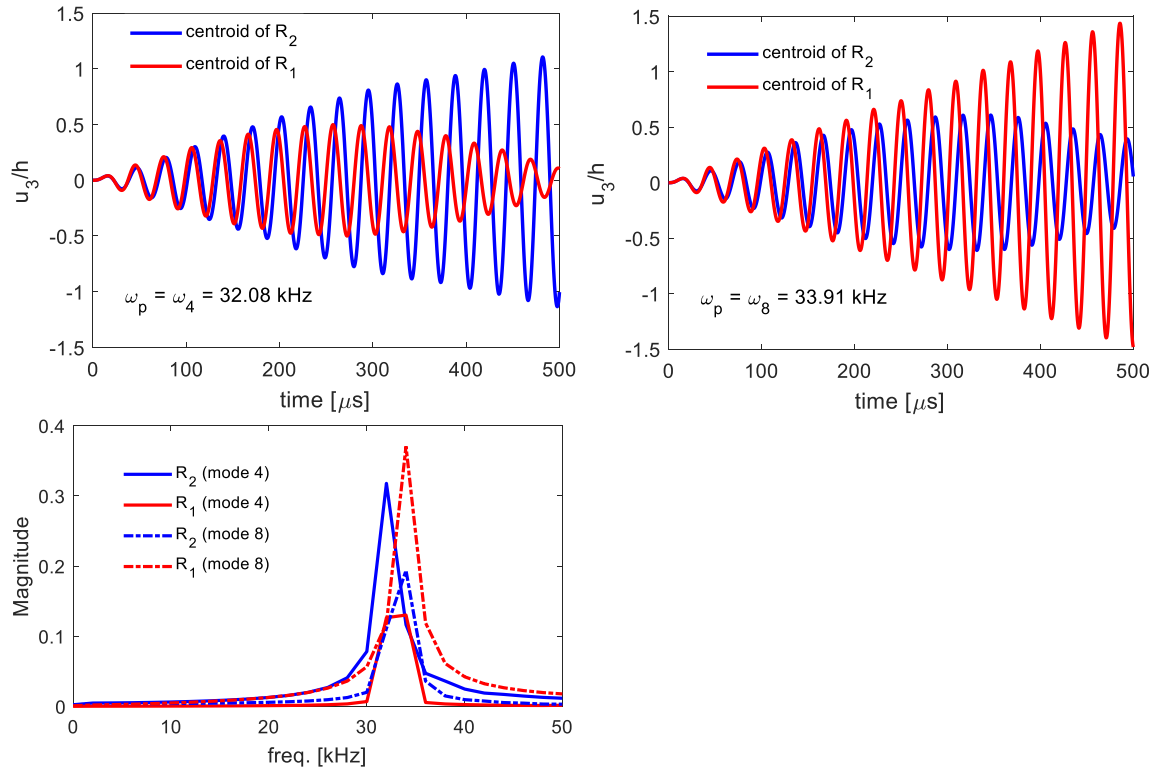 1.5
1
0.5
0
-0.5
-1
-1.5
u3/h
centroid of R2
centroid of R1
ωp = ω4 = 32.08 kHz
0 100 200 300 400 500
time [μs]
1.5
1
0.5
0
-0.5
-1
-1.5
u3/h
centroid of R2
centroid of R1
ωp = ω8 = 33.91 kHz
0 100 200 300 400 500
time [μs]
0.4
0.3
0.2
0.1
0
Magnitude
R2 (mode 4)
R1 (mode 4)
R2 (mode 8)
R1 (mode 8)
0 10 20 30 40 50
freq. [kHz]